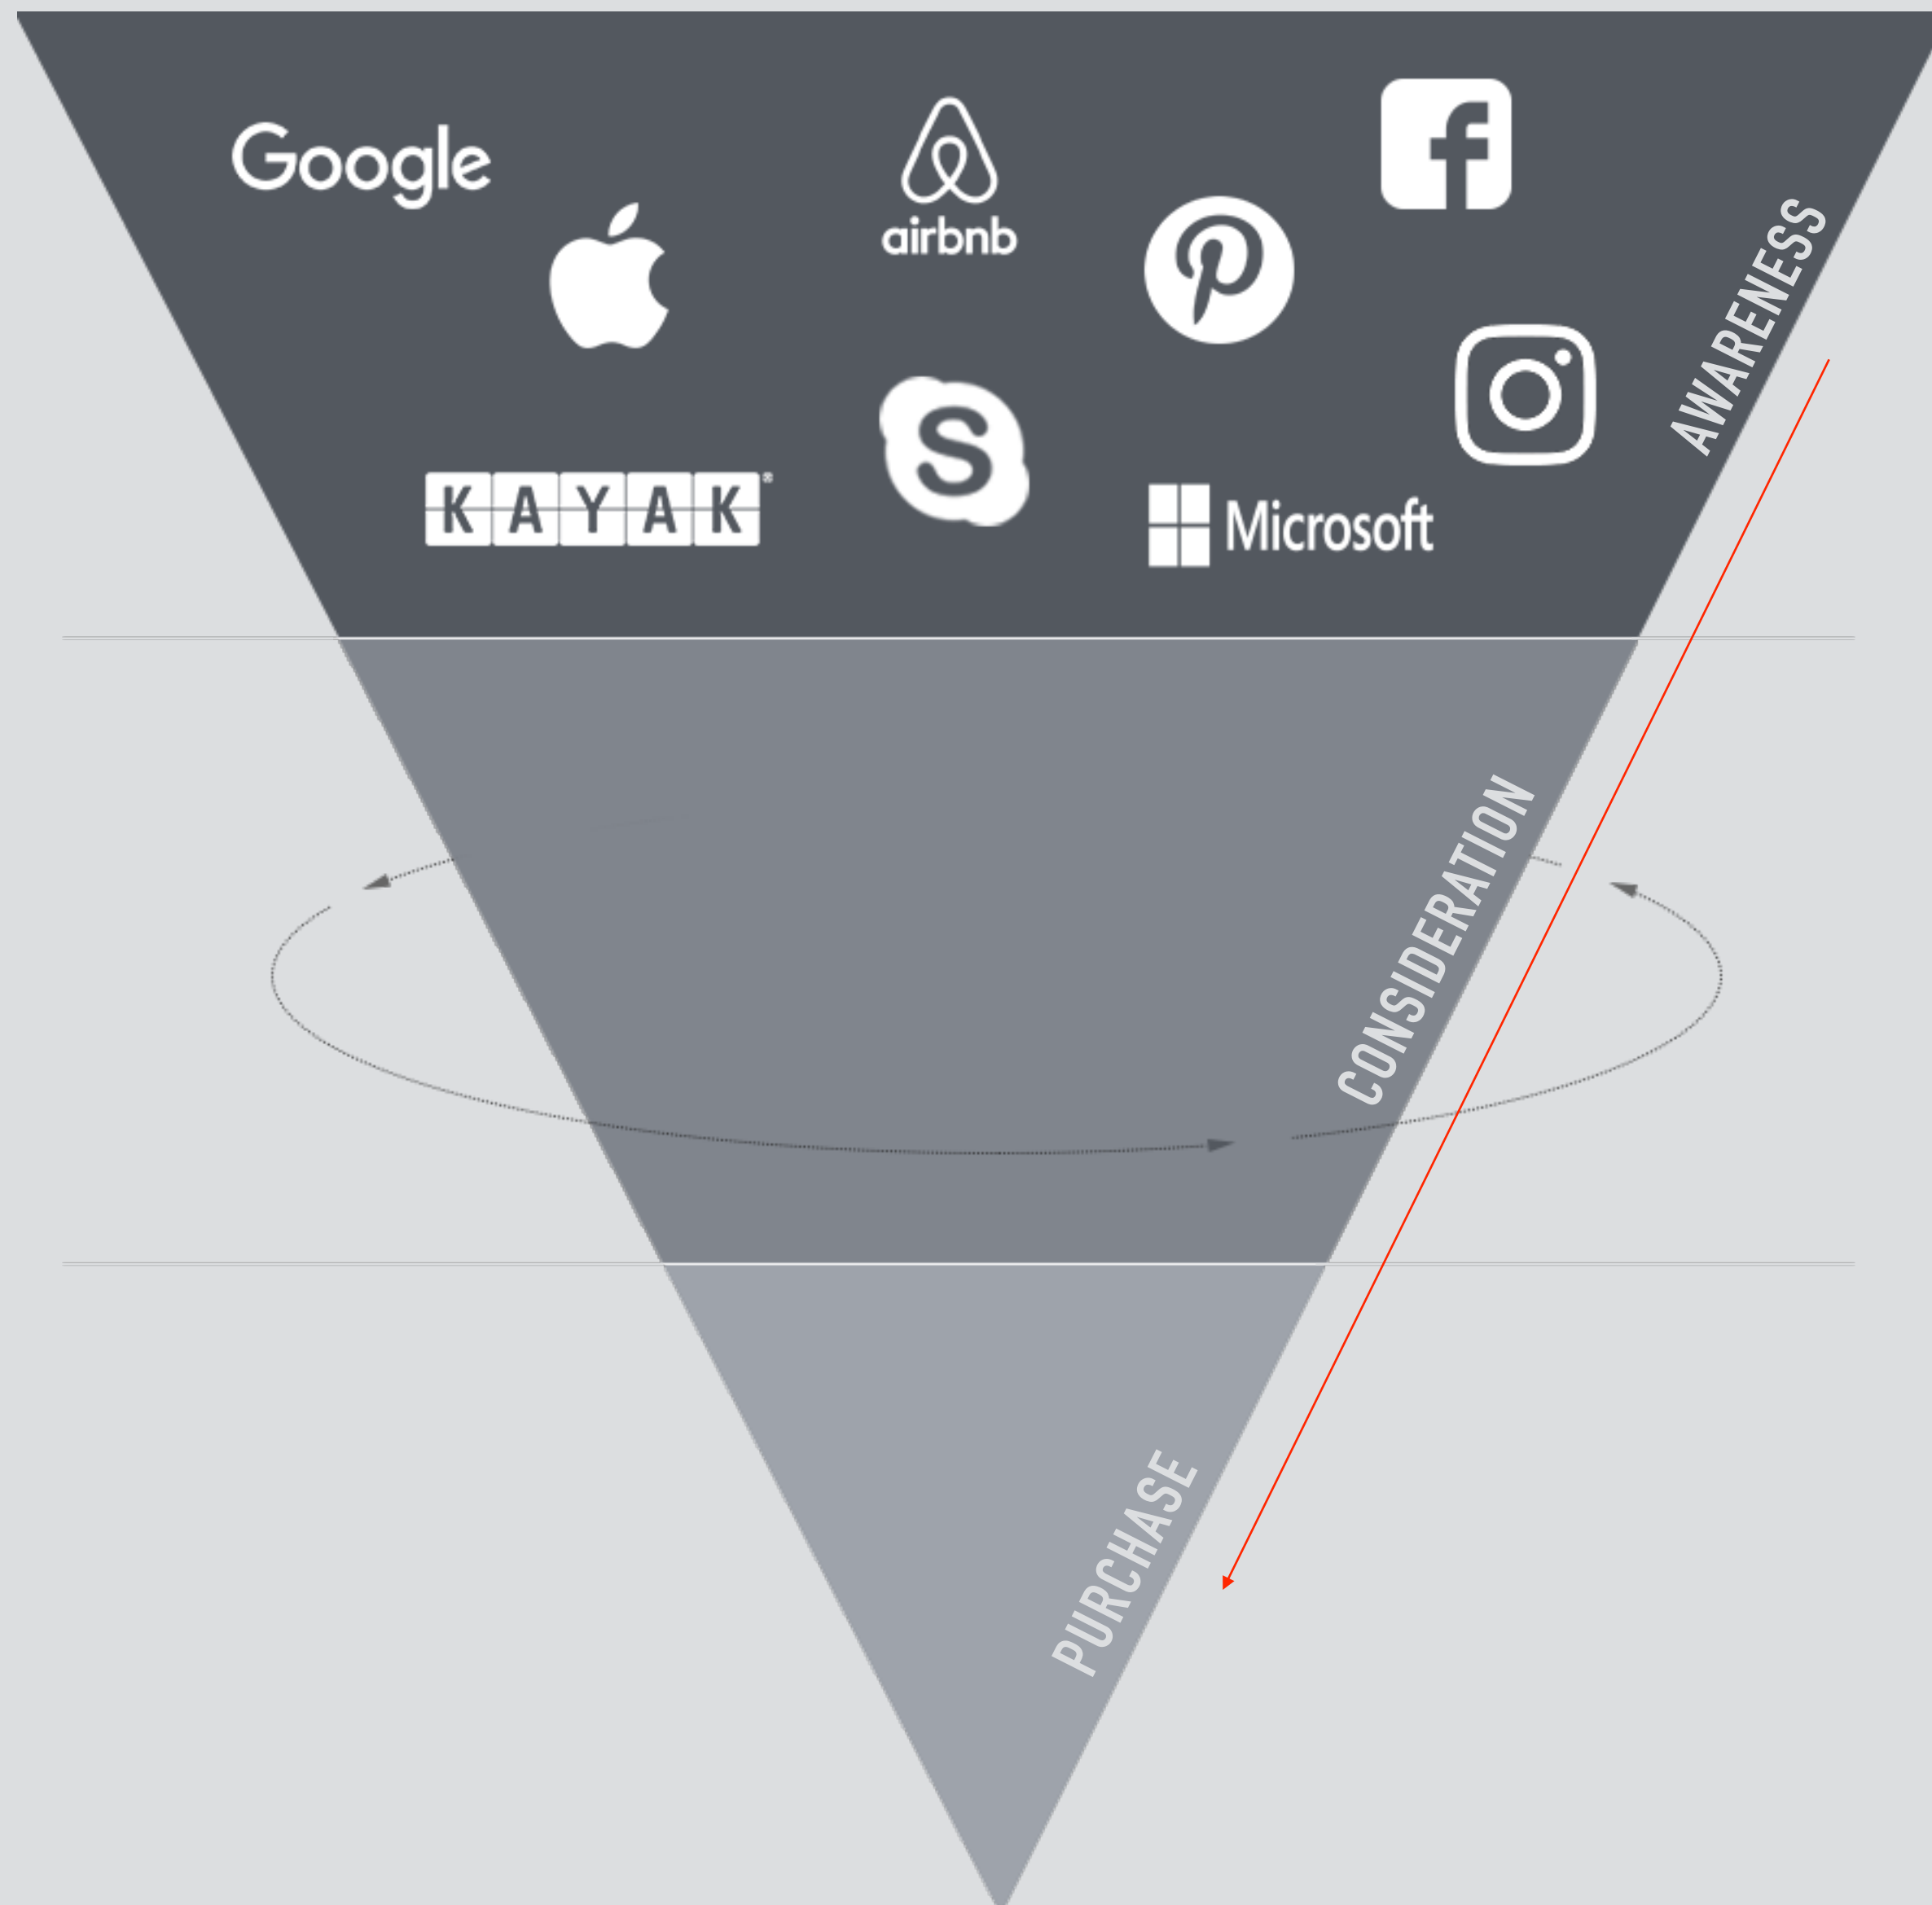 Google
airbnb
KAYAK®
S
Microsoft
AWARENESS
CONSIDERATION
PURCHASE